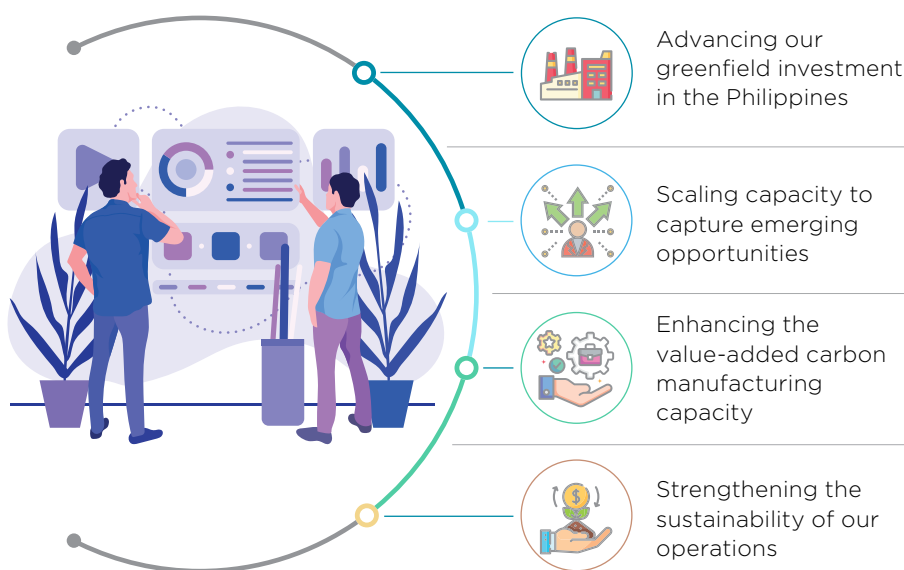 Advancing our
greenfield investment
in the Philippines
Scaling capacity to
capture emerging
opportunities
Enhancing the
value-added carbon
manufacturing
capacity
Strengthening the
sustainability of our
operations